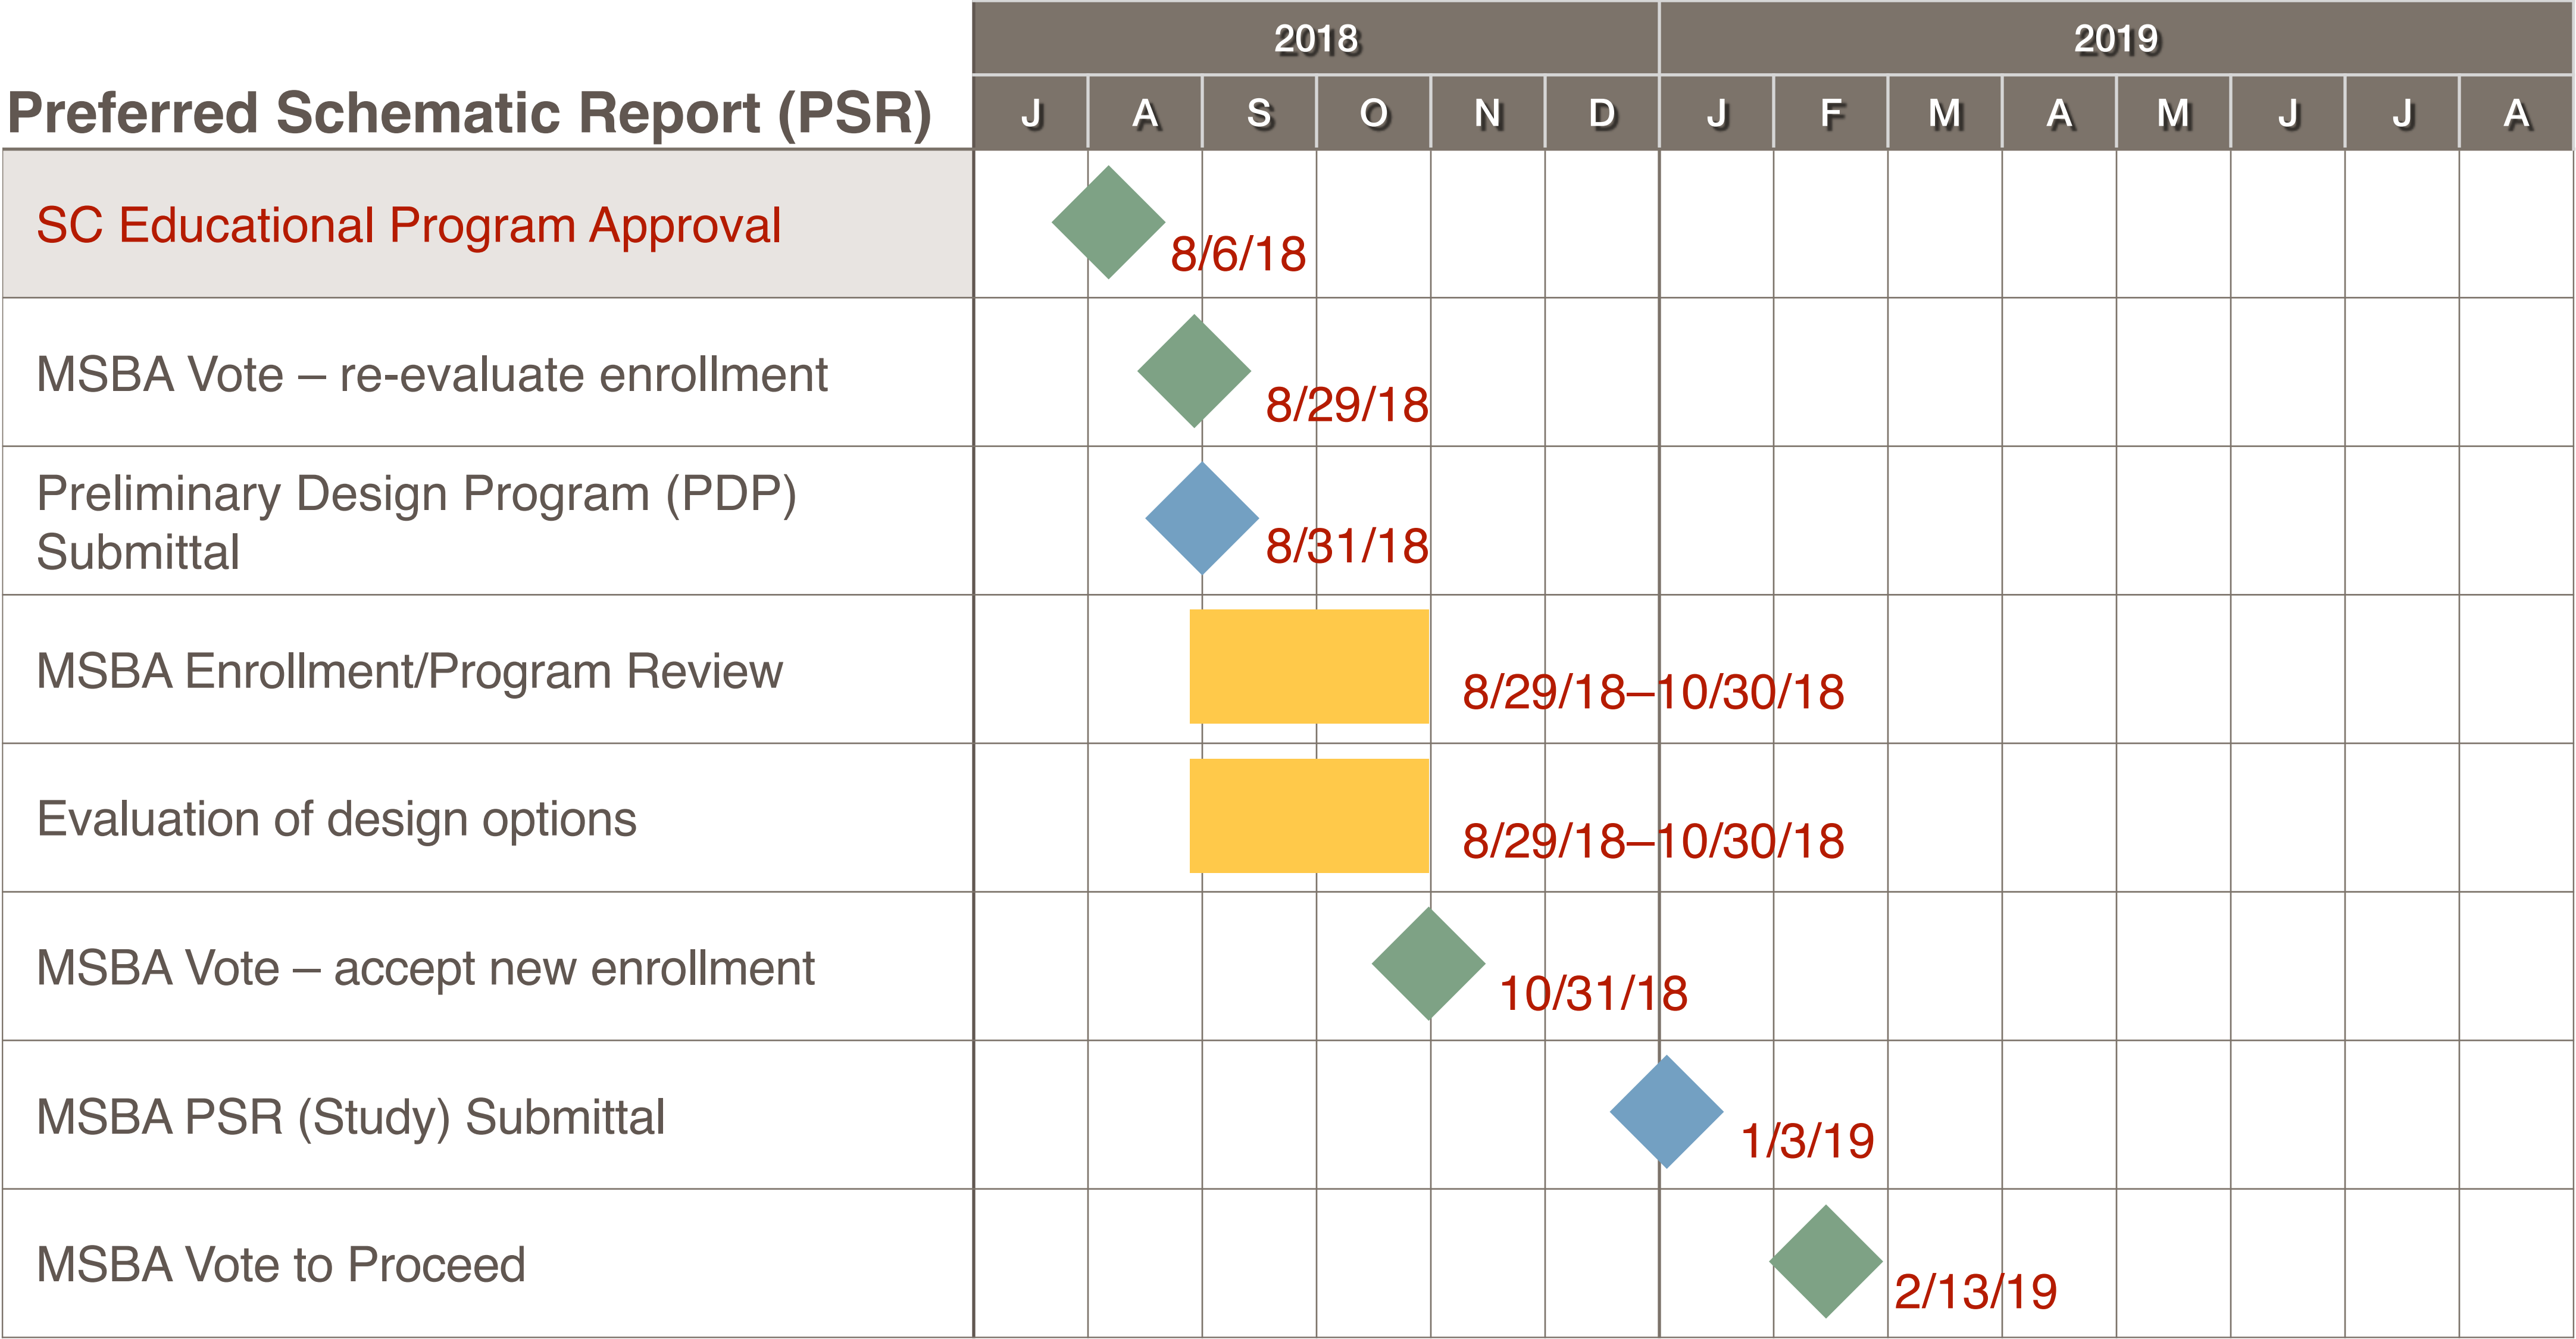 2018 2019
Preferred Schematic Report (PSR) J A S O N D J F M A M J J A
SC Educational Program Approval 8/6/18
MSBA Vote – re-evaluate enrollment 8/29/18
Preliminary Design Program (PDP)
Submittal 8/31/18
MSBA Enrollment/Program Review 8/29/18–10/30/18
Evaluation of design options 8/29/18–10/30/18
MSBA Vote – accept new enrollment 10/31/18
MSBA PSR (Study) Submittal 1/3/19
MSBA Vote to Proceed 2/13/19